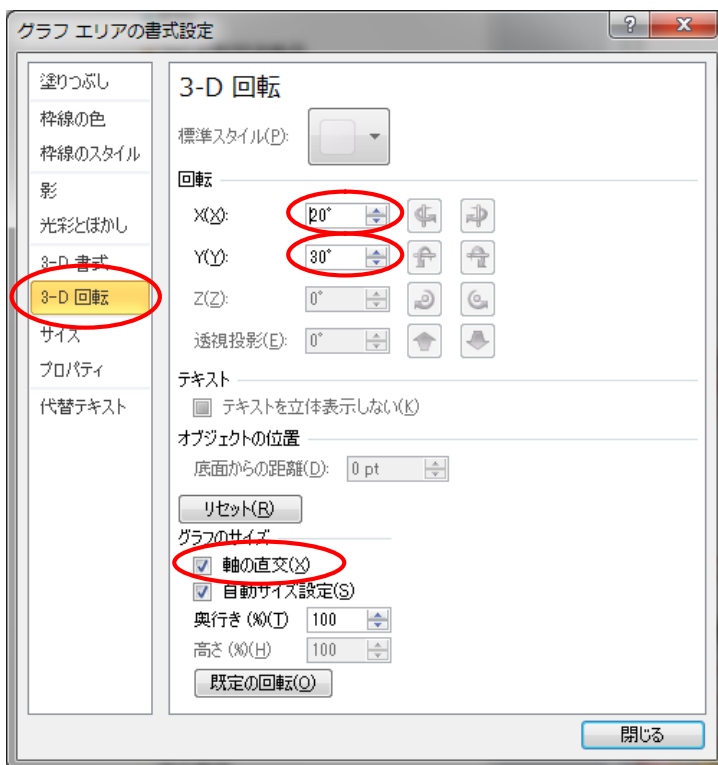 グラフ エリアの書式設定
塗りつぶし
枠線の色
枠線のスタイル
影
光彩とぼかし
3-D 書式
3-D 回転
サイズ
プロパティ
代替テキスト
3-D 回転
標準スタイル(P):
回転
X(X): 20°
Y(Y): 30°
Z(Z): 0°
透視投影(E): 0°
テキスト
テキストを立体表示しない(K)
オブジェクトの位置
底面からの距離(D): 0 pt
リセット(R)
グラフのサイズ
軸の直交(X)
自動サイズ設定(S)
奥行き (%)(T) 100
高さ (%)(H) 100
既定の回転(O)
閉じる